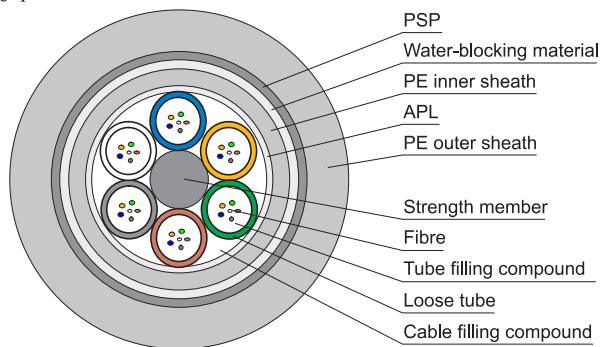 PSP
Water-blocking material
PE inner sheath
APL
PE outer sheath
Strength member
Fibre
Tube filling compound
Loose tube
Cable filling compound